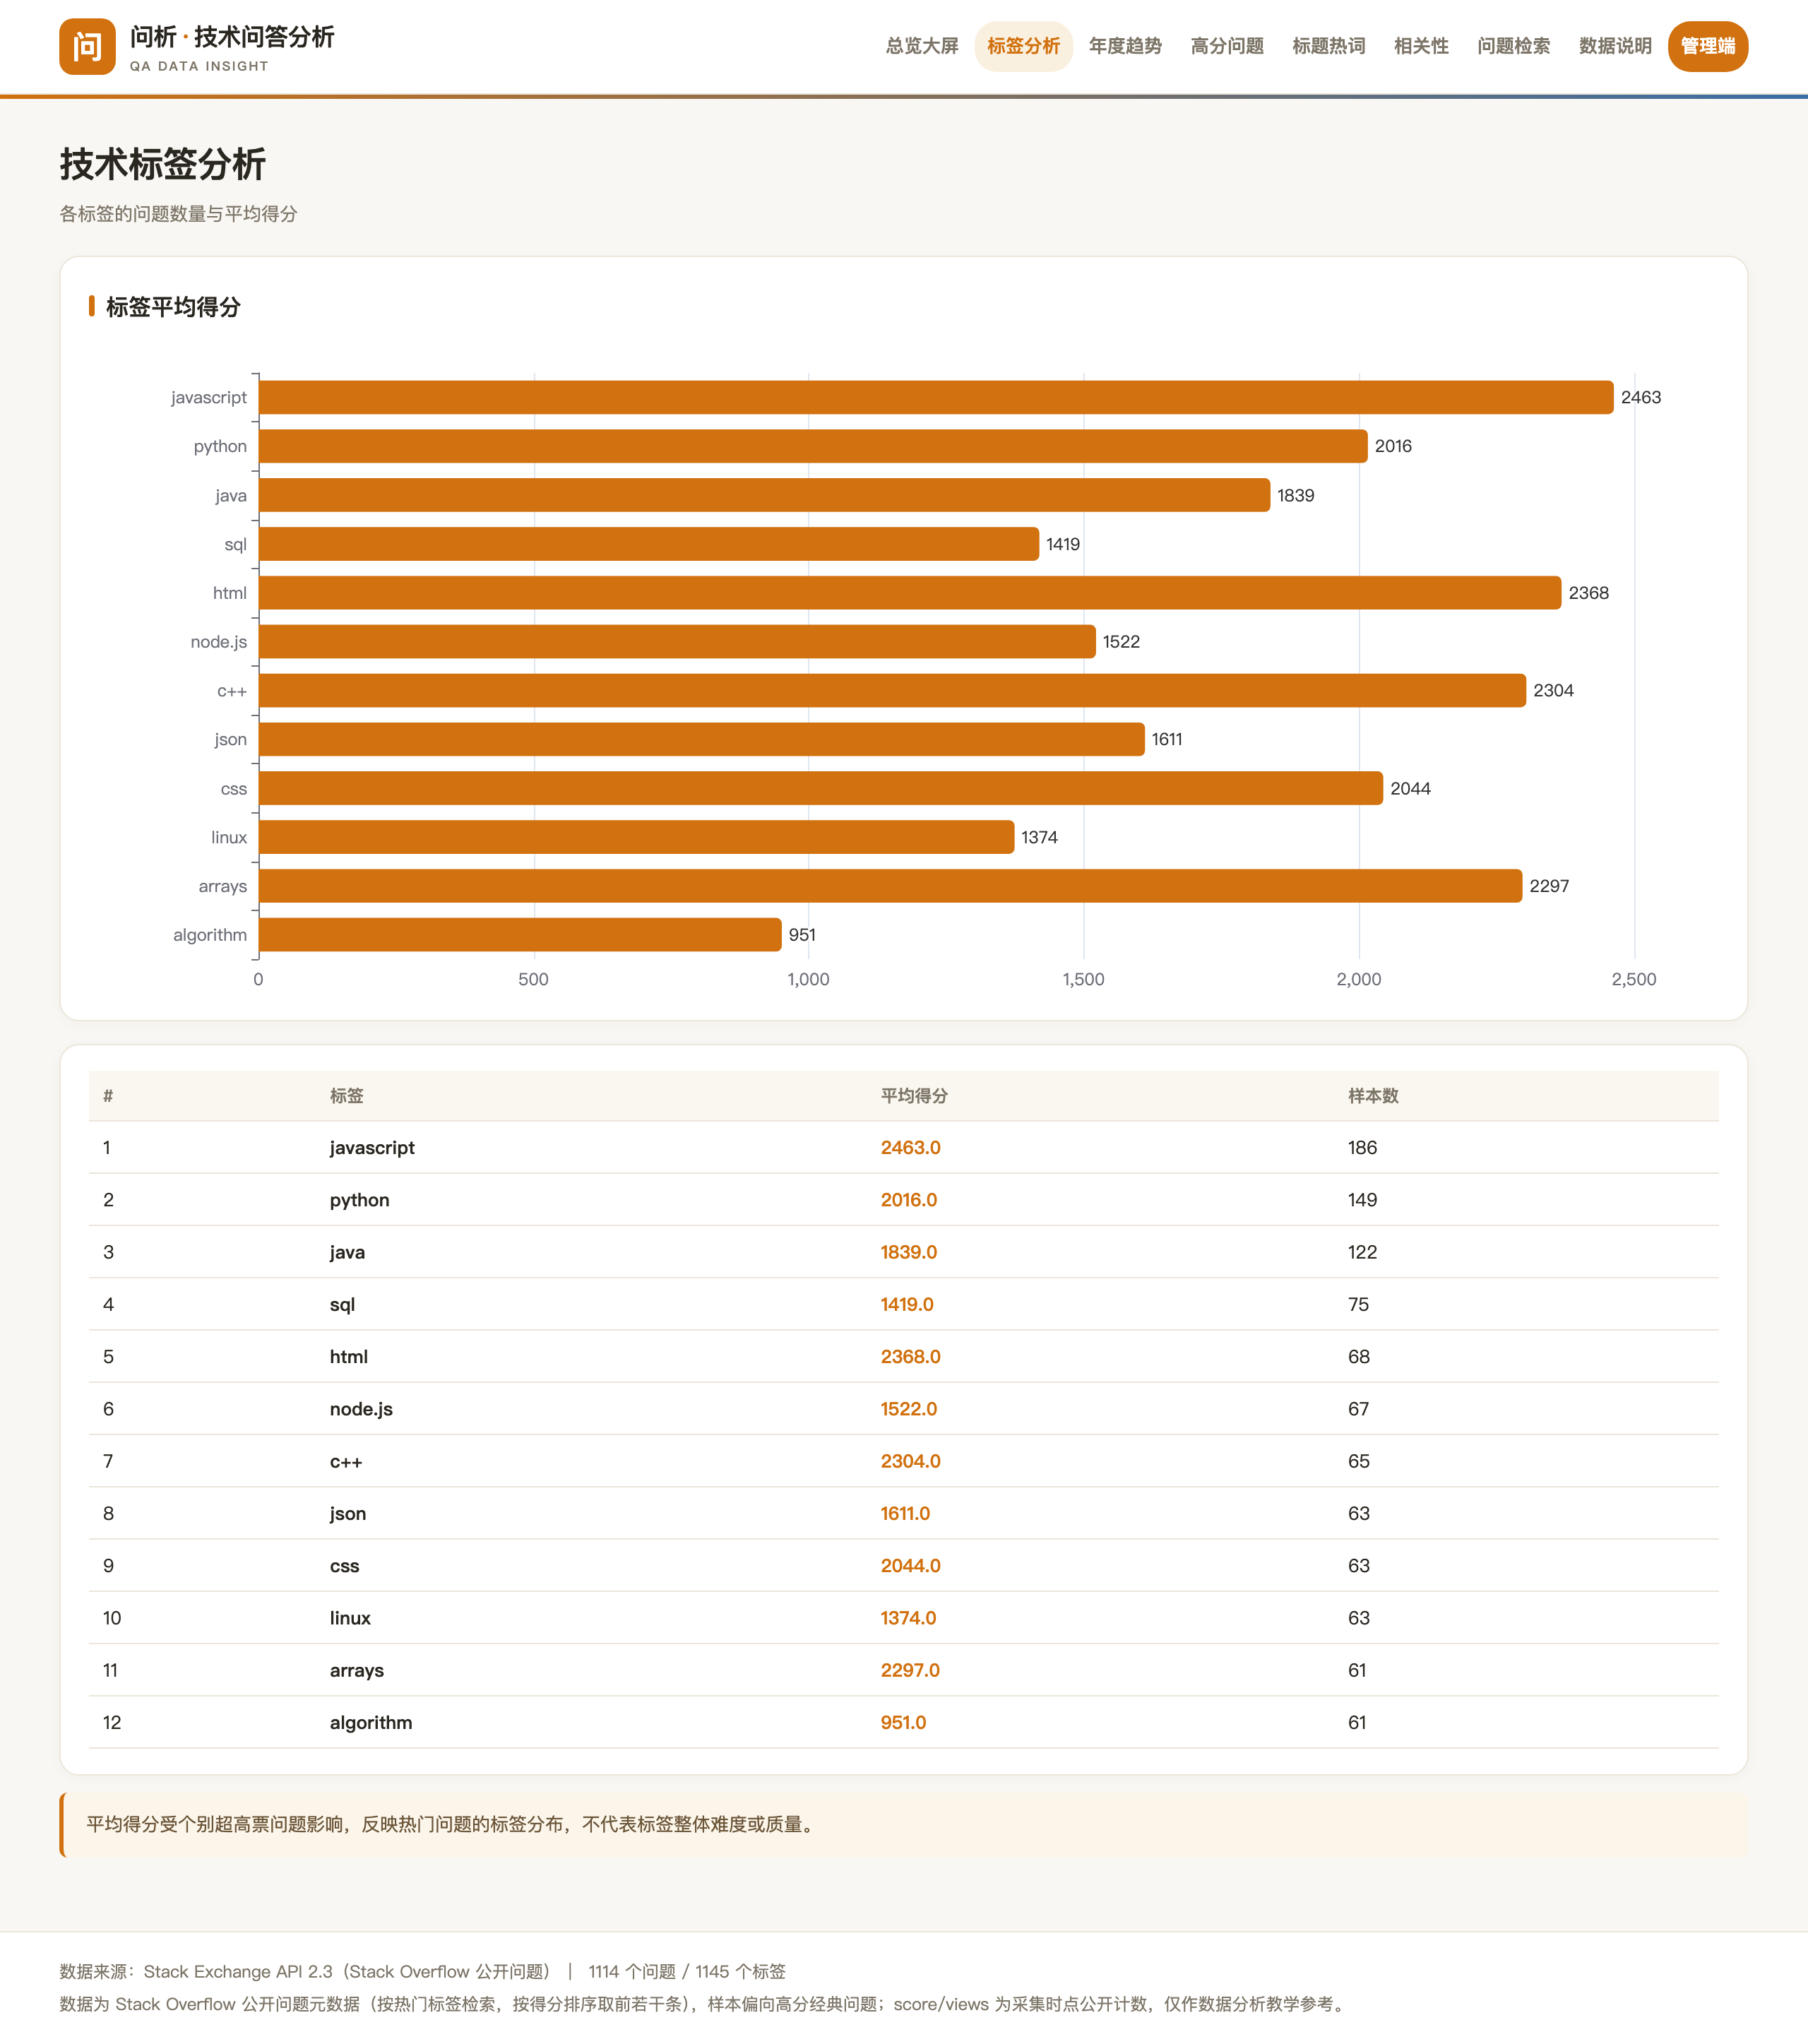 问
问析·技术问答分析
QA DATA INSIGHT
总览大屏 标签分析 年度趋势 高分问题 标题热词 相关性 问题检索 数据说明 管理端
技术标签分析
各标签的问题数量与平均得分
标签平均得分
javascript 2463
python 2016
java 1839
sql 1419
html 2368
node.js 1522
c++ 2304
json 1611
css 2044
linux 1374
arrays 2297
algorithm 951
0 500 1,000 1,500 2,000 2,500
# 标签 平均得分 样本数
1 javascript 2463.0 186
2 python 2016.0 149
3 java 1839.0 122
4 sql 1419.0 75
5 html 2368.0 68
6 node.js 1522.0 67
7 c++ 2304.0 65
8 json 1611.0 63
9 css 2044.0 63
10 linux 1374.0 63
11 arrays 2297.0 61
12 algorithm 951.0 61
平均得分受个别超高票问题影响，反映热门问题的标签分布，不代表标签整体难度或质量。
数据来源：Stack Exchange API 2.3（Stack Overflow 公开问题） | 1114 个问题 / 1145 个标签
数据为 Stack Overflow 公开问题元数据（按热门标签检索，按得分排序取前若干条），样本偏向高分经典问题；score/views 为采集时点公开计数，仅作数据分析教学参考。